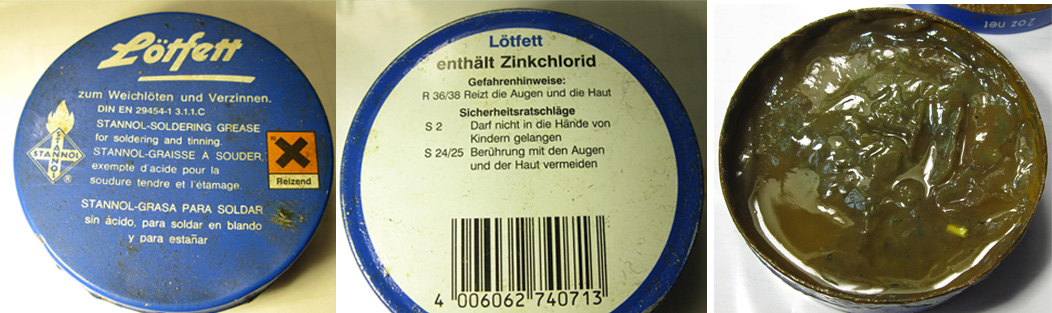 Lötfett
zum Weichlöten und Verzinnen.
DIN EN 29454-1 3.1.1.C
STANNOL-SOLDERING GREASE
for soldering and tinning.
STANNOL-GRAISSE A SOUDER,
exempte d'acide pour la
soudure tendre et l'étamage.
STANNOL-GRASA PARA SOLDAR
sin ácido, para soldar en blando
y para estañar
STANNOL
STANNOL
®
Xi
Reizend
Lötfett
enthält Zinkchlorid
Gefahrenhinweise:
R 36/38 Reizt die Augen und die Haut
Sicherheitsratschläge
S 2 Darf nicht in die Hände von
Kindern gelangen
S 24/25 Berührung mit den Augen
und der Haut vermeiden
4 006062 740713